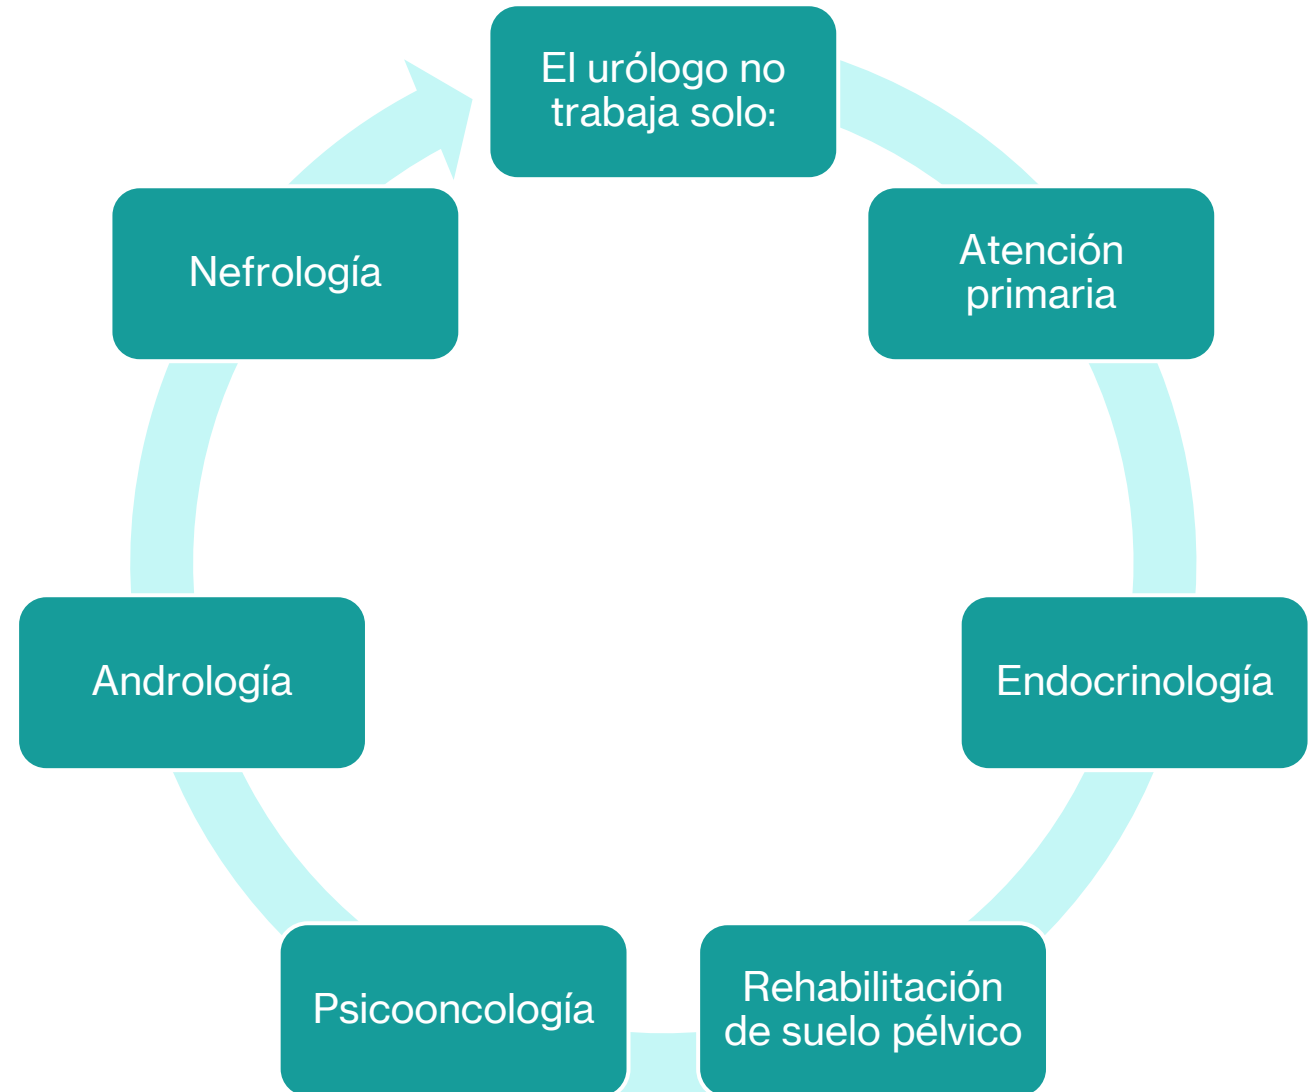 El urólogo no
trabaja solo:
Atención
primaria
Endocrinología
Rehabilitación
de suelo pélvico
Psicooncología
Andrología
Nefrología